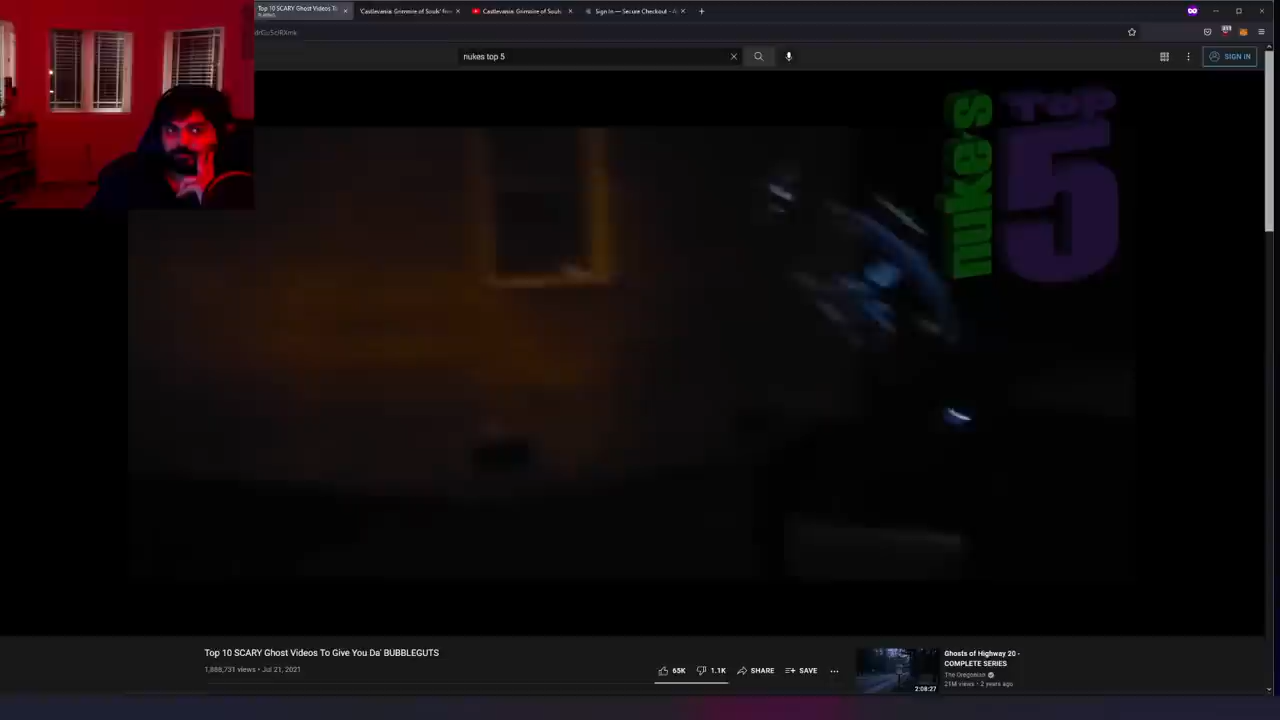 Top 10 SCARY Ghost Videos To
'Castlevania: Grimoire of Souls'
Castlevania: Grimoire of Souls
Sign In — Secure Checkout
nukes top 5
SIGN IN
nuke's
Top
5
Top 10 SCARY Ghost Videos To Give You Da' BUBBLEGUTS
1,888,731 views • Jul 21, 2021
65K
1.1K
SHARE
SAVE
Ghosts of Highway 20 -
COMPLETE SERIES
The Oregonian
21M views • 2 years ago
2:08:27